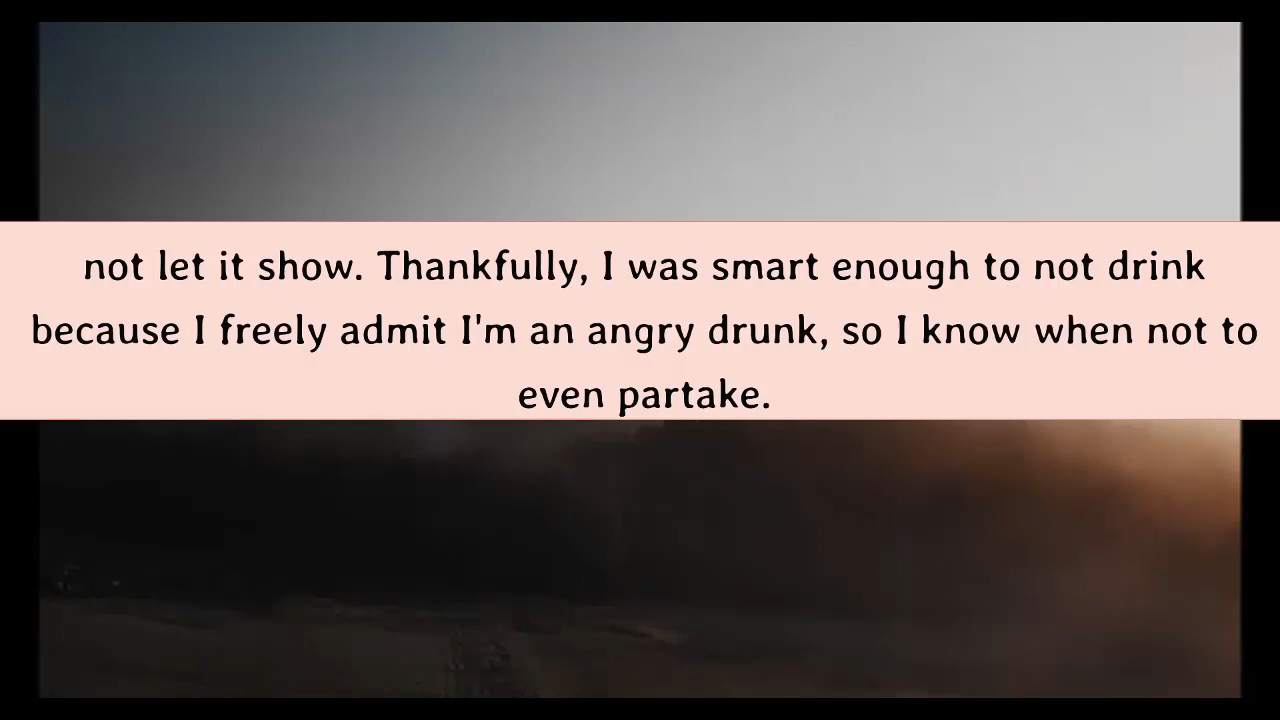 not let it show. Thankfully, I was smart enough to not drink
because I freely admit I'm an angry drunk, so I know when not to
even partake.